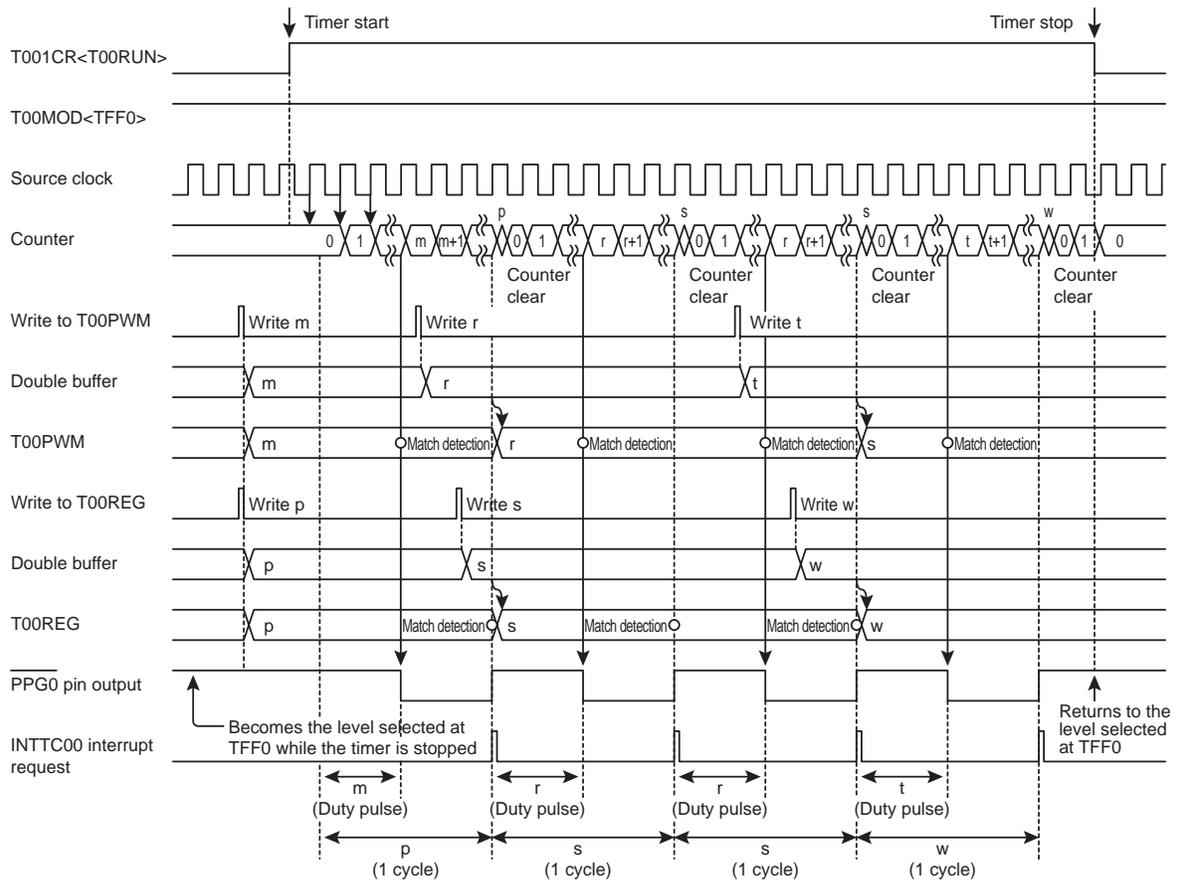 Timer start
Timer stop
T001CR<T00RUN>
T00MOD<TFF0>
Source clock
p s s w
Counter
0 1 m m+1 0 1 r r+1 0 1 r r+1 0 1 t t+1 0 1 0
Counter clear
Counter clear
Counter clear
Counter clear
Write to T00PWM
Write m
Write r
Write t
Double buffer
m
r
t
T00PWM
m
Match detection
r
Match detection
Match detection
s
Match detection
Write to T00REG
Write p
Write s
Write w
Double buffer
p
s
w
T00REG
p
Match detection
s
Match detection
Match detection
w
PPG0 pin output
Becomes the level selected at
TFF0 while the timer is stopped
Returns to the
level selected
at TFF0
INTTC00 interrupt
request
m
(Duty pulse)
r
(Duty pulse)
r
(Duty pulse)
t
(Duty pulse)
p
(1 cycle)
s
(1 cycle)
s
(1 cycle)
w
(1 cycle)